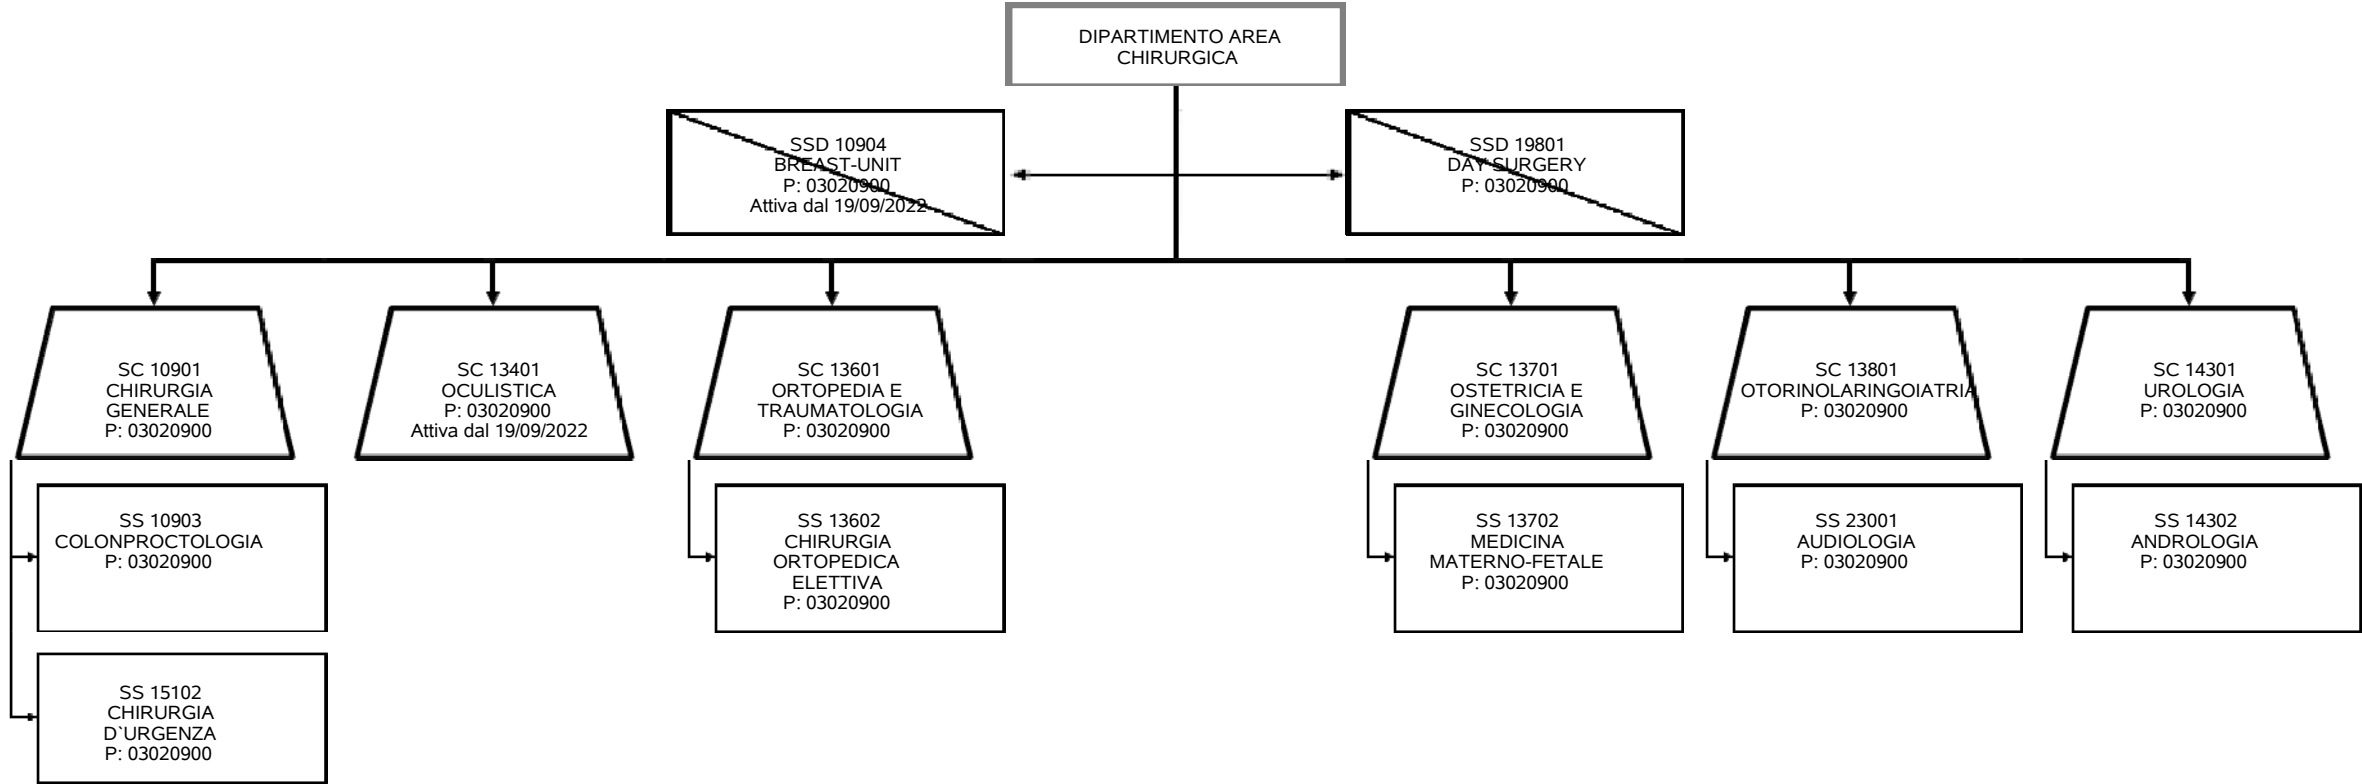 DIPARTIMENTO AREA
CHIRURGICA
SSD 10904
BREAST-UNIT
P: 03020900
Attiva dal 19/09/2022
SSD 19801
DAY SURGERY
P: 03020900
SC 10901
CHIRURGIA
GENERALE
P: 03020900
SC 13401
OCULISTICA
P: 03020900
Attiva dal 19/09/2022
SC 13601
ORTOPEDIA E
TRAUMATOLOGIA
P: 03020900
SC 13701
OSTETRICIA E
GINECOLOGIA
P: 03020900
SC 13801
OTORINOLARINGOIATRIA
P: 03020900
SC 14301
UROLOGIA
P: 03020900
SS 10903
COLONPROCTOLOGIA
P: 03020900
SS 13602
CHIRURGIA
ORTOPEDICA
ELETTIVA
P: 03020900
SS 13702
MEDICINA
MATERNO-FETALE
P: 03020900
SS 23001
AUDIOLOGIA
P: 03020900
SS 14302
ANDROLOGIA
P: 03020900
SS 15102
CHIRURGIA
D`URGENZA
P: 03020900